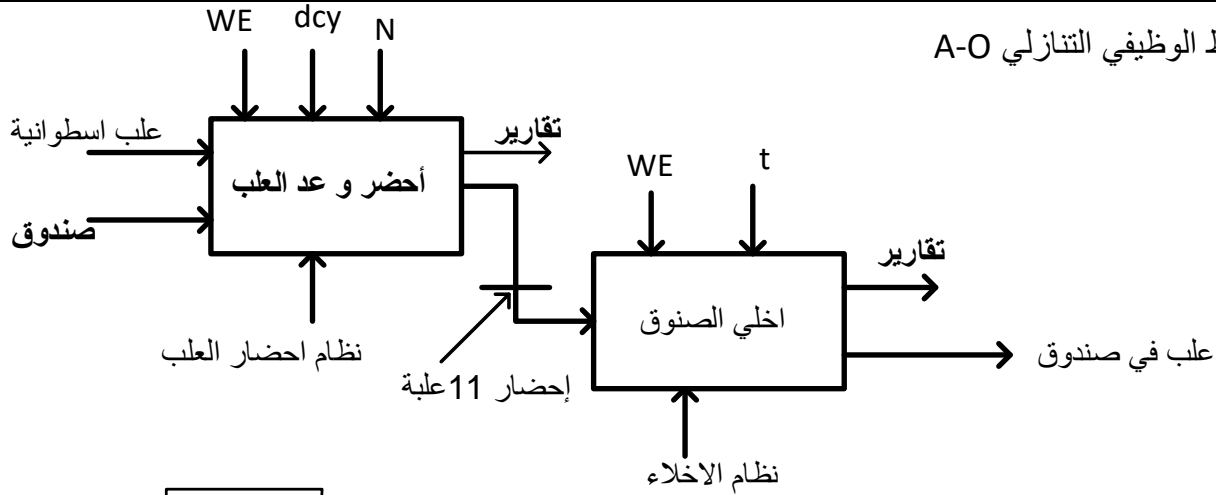 الوظيفي التنازلي A-O
WE
dcy
N
علب اسطوانية
صندوق
أحضر و عد العلب
تقارير
نظام احضار العلب
إحضار 11علبة
WE
t
اخلي الصنوق
تقارير
علب في صندوق
نظام الاخلاء